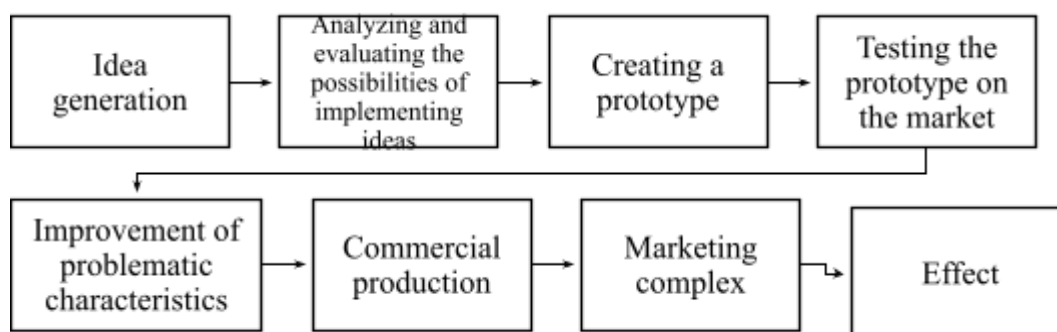 Idea
generation
Analyzing and
evaluating the
possibilities of
implementing
ideas
Creating a
prototype
Testing the
prototype on
the market
Improvement of
problematic
characteristics
Commercial
production
Marketing
complex
Effect